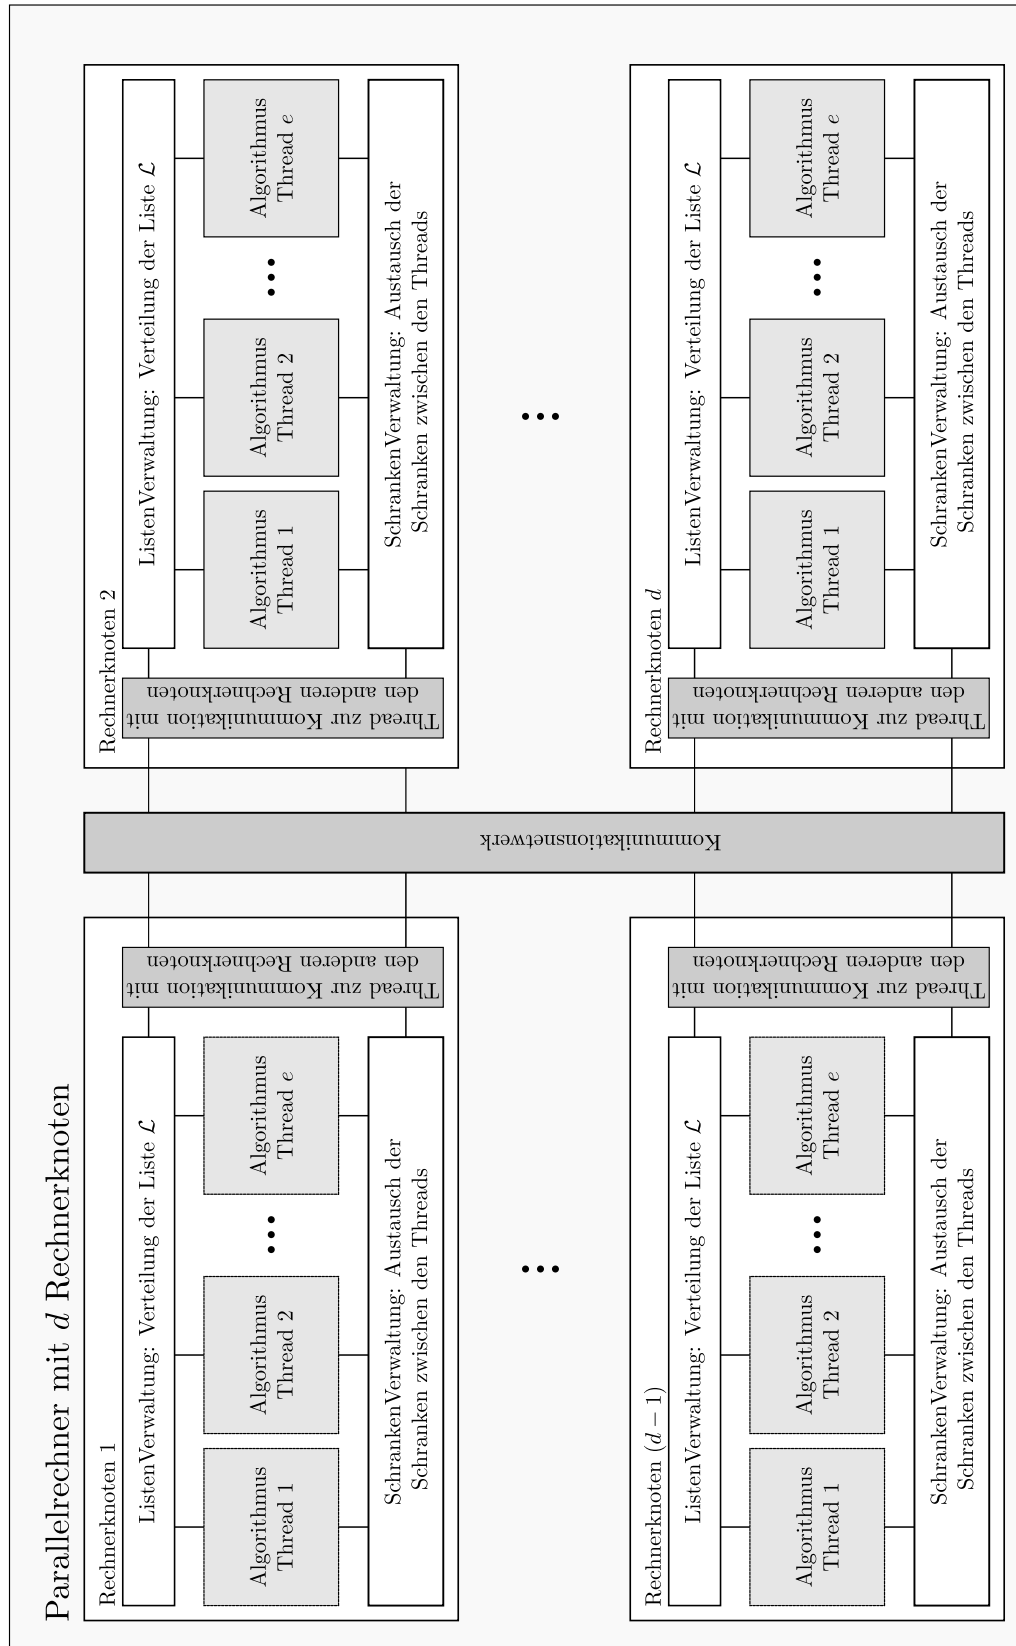 Parallelrechner mit d Rechnerknoten
Rechnerknoten 1
ListenVerwaltung: Verteilung der Liste ℒ
Algorithmus
Thread 1
Algorithmus
Thread 2
•••
Algorithmus
Thread e
SchrankenVerwaltung: Austausch der
Schranken zwischen den Threads
Thread zur Kommunikation mit
den anderen Rechnerknoten
Kommunikationsnetwerk
Rechnerknoten 2
Thread zur Kommunikation mit
den anderen Rechnerknoten
ListenVerwaltung: Verteilung der Liste ℒ
Algorithmus
Thread 1
Algorithmus
Thread 2
•••
Algorithmus
Thread e
SchrankenVerwaltung: Austausch der
Schranken zwischen den Threads
•••
•••
Rechnerknoten (d − 1)
ListenVerwaltung: Verteilung der Liste ℒ
Algorithmus
Thread 1
Algorithmus
Thread 2
•••
Algorithmus
Thread e
SchrankenVerwaltung: Austausch der
Schranken zwischen den Threads
Thread zur Kommunikation mit
den anderen Rechnerknoten
Rechnerknoten d
Thread zur Kommunikation mit
den anderen Rechnerknoten
ListenVerwaltung: Verteilung der Liste ℒ
Algorithmus
Thread 1
Algorithmus
Thread 2
•••
Algorithmus
Thread e
SchrankenVerwaltung: Austausch der
Schranken zwischen den Threads